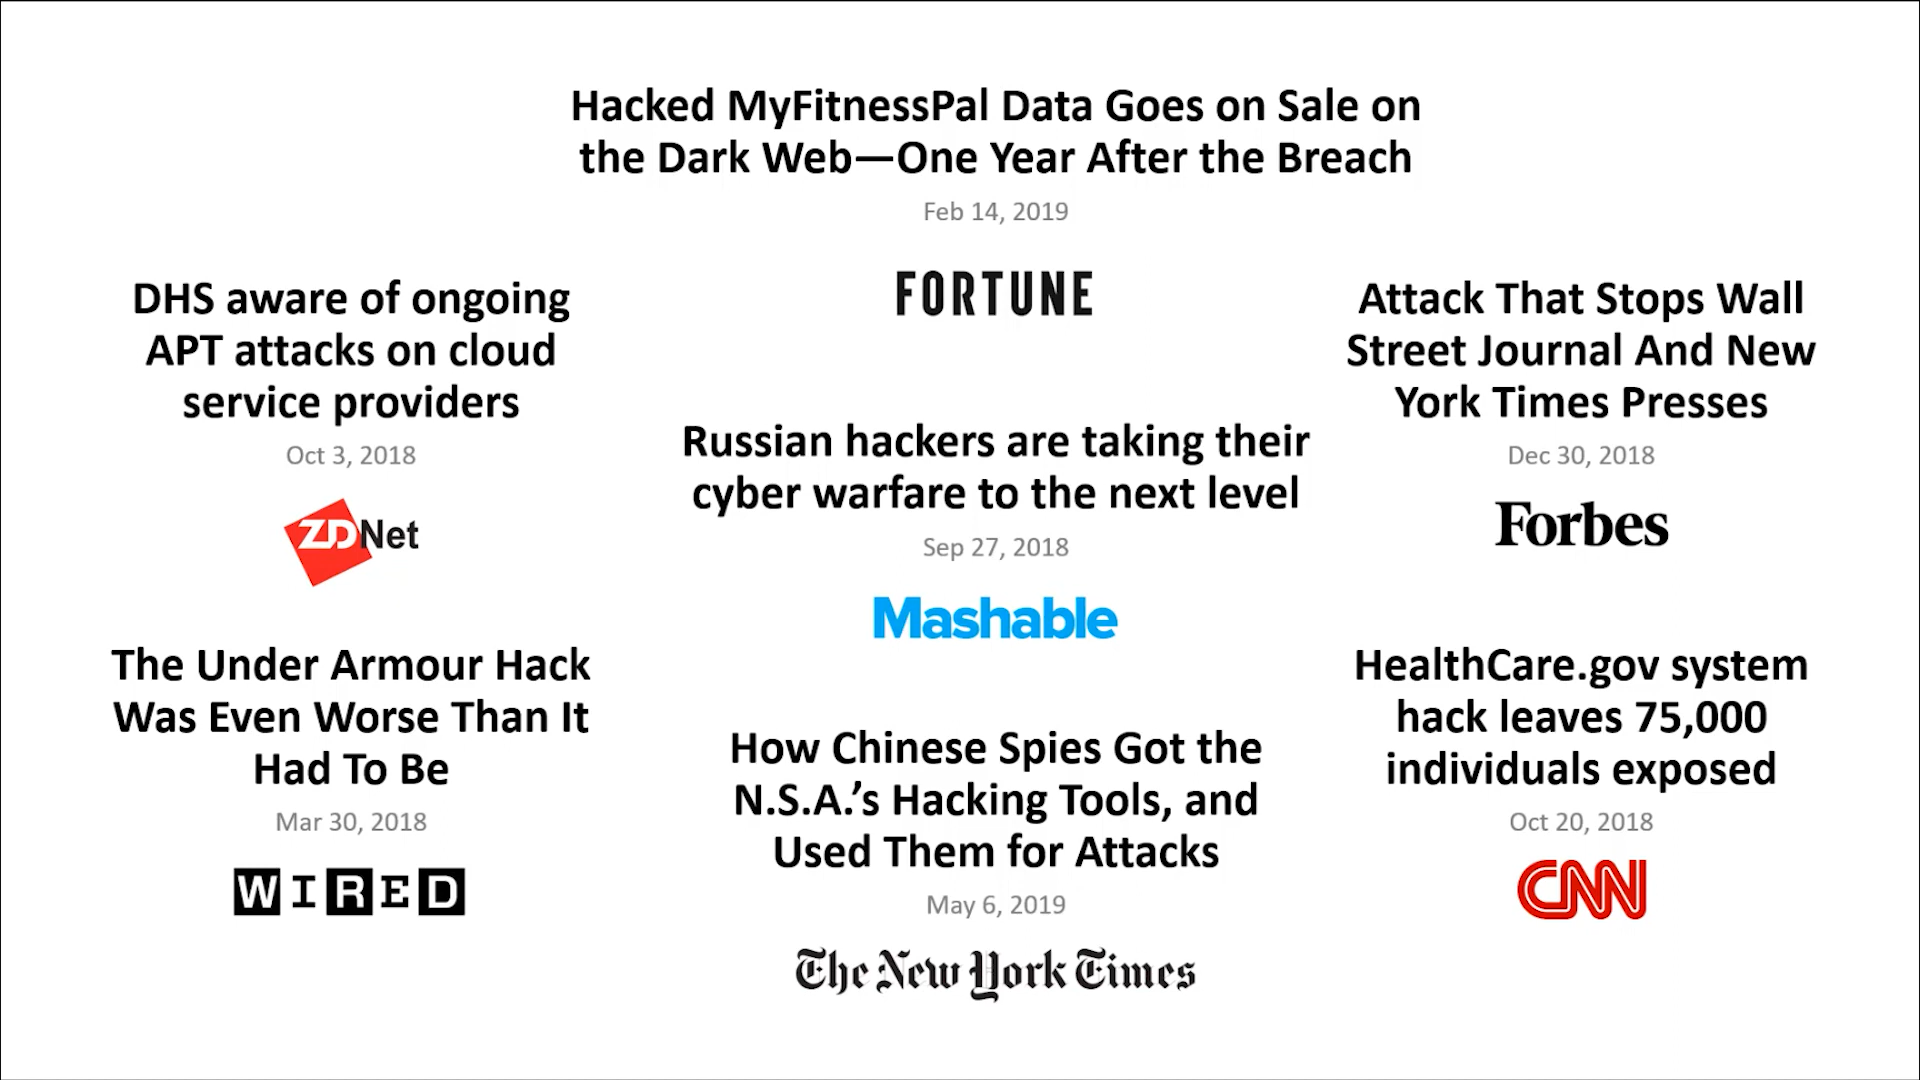 Hacked MyFitnessPal Data Goes on Sale on
the Dark Web—One Year After the Breach
Feb 14, 2019
FORTUNE
DHS aware of ongoing
APT attacks on cloud
service providers
Oct 3, 2018
ZDNet
Russian hackers are taking their
cyber warfare to the next level
Sep 27, 2018
Mashable
Attack That Stops Wall
Street Journal And New
York Times Presses
Dec 30, 2018
Forbes
The Under Armour Hack
Was Even Worse Than It
Had To Be
Mar 30, 2018
WIRED
How Chinese Spies Got the
N.S.A.’s Hacking Tools, and
Used Them for Attacks
May 6, 2019
The New York Times
HealthCare.gov system
hack leaves 75,000
individuals exposed
Oct 20, 2018
CNN